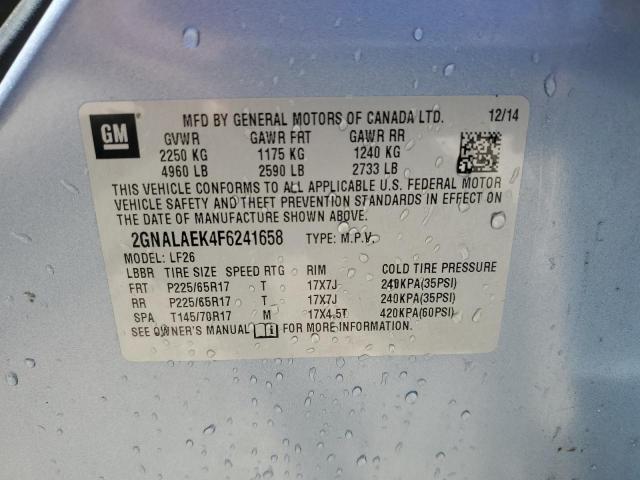 GM
MFD BY GENERAL MOTORS OF CANADA LTD. 12/14
GVWR GAWR FRT GAWR RR
2250 KG 1175 KG 1240 KG
4960 LB 2590 LB 2733 LB
THIS VEHICLE CONFORMS TO ALL APPLICABLE U.S. FEDERAL MOTOR
VEHICLE SAFETY AND THEFT PREVENTION STANDARDS IN EFFECT ON
THE DATE OF MANUFACTURE SHOWN ABOVE.
2GNALAEK4F6241658 TYPE: M.P.V.
MODEL: LF26
LBBR TIRE SIZE SPEED RTG RIM COLD TIRE PRESSURE
FRT P225/65R17 T 17X7J 240KPA(35PSI)
RR P225/65R17 T 17X7J 240KPA(35PSI)
SPA T145/70R17 M 17X4.5T 420KPA(60PSI)
SEE OWNER'S MANUAL FOR MORE INFORMATION.